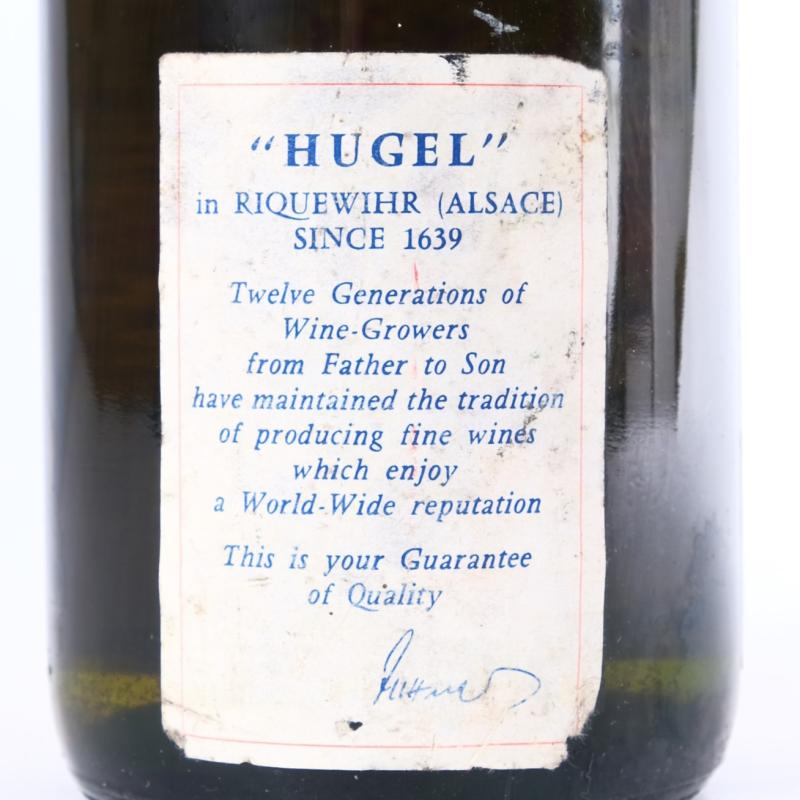 "HUGEL"
in RIQUEWIHR (ALSACE)
SINCE 1639
Twelve Generations of
Wine-Growers
from Father to Son
have maintained the tradition
of producing fine wines
which enjoy
a World-Wide reputation
This is your Guarantee
of Quality